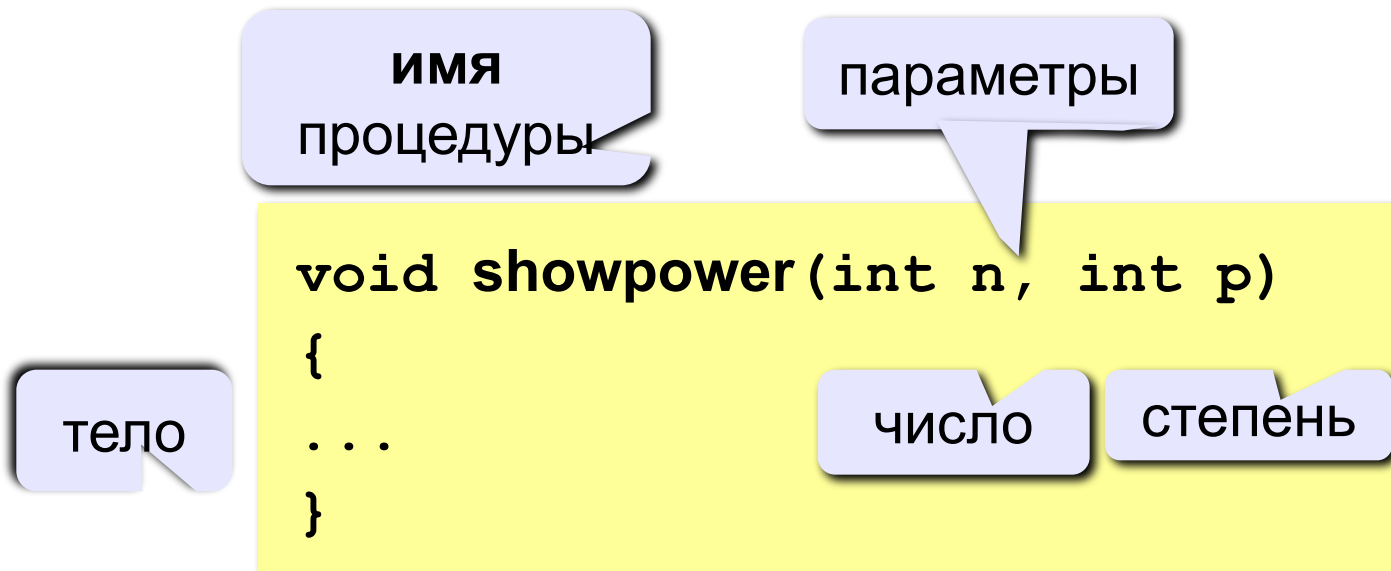 имя
процедуры
параметры
void showpower(int n, int p)
{
тело
...
число
степень
}